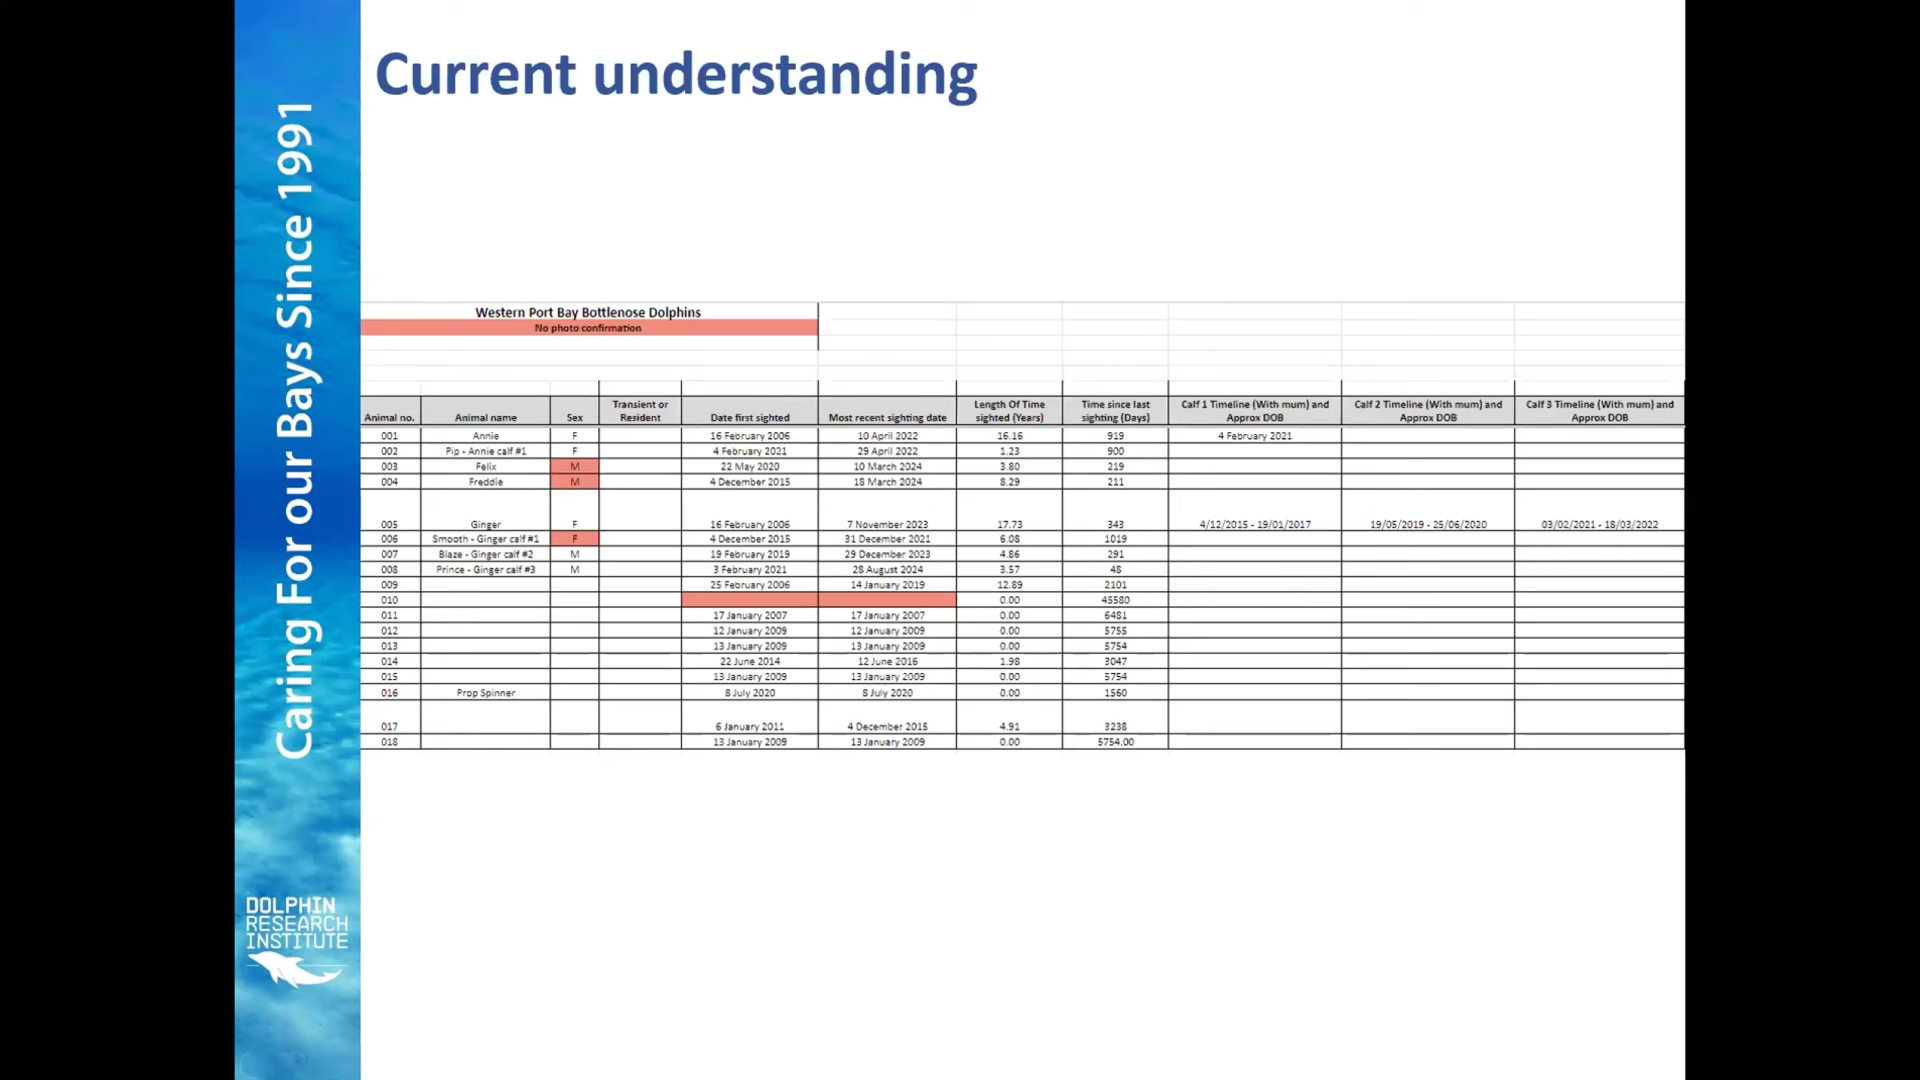 Current understanding
Caring For our Bays Since 1991
Western Port Bay Bottlenose Dolphins
No photo confirmation
Animal no. Animal name Sex Transient or Resident Date first sighted Most recent sighting date Length Of Time sighted (Years) Time since last sighting (Days) Calf 1 Timeline (With mum) and Approx DOB Calf 2 Timeline (With mum) and Approx DOB Calf 3 Timeline (With mum) and Approx DOB
001 Annie F 16 February 2006 10 April 2022 16.16 919 4 February 2021
002 Pip - Annie calf #1 F 4 February 2021 29 April 2022 1.23 900
003 Felix M 22 May 2020 10 March 2024 3.80 219
004 Freddie M 4 December 2015 18 March 2024 8.29 211
005 Ginger F 16 February 2006 7 November 2023 17.73 343 4/12/2015 - 19/01/2017 19/05/2019 - 25/06/2020 03/02/2021 - 18/03/2022
006 Smooth - Ginger calf #1 F 4 December 2015 31 December 2021 6.08 1019
007 Blaze - Ginger calf #2 M 19 February 2019 29 December 2023 4.86 291
008 Prince - Ginger calf #3 M 3 February 2021 28 August 2024 3.57 48
009 25 February 2006 14 January 2019 12.89 2101
010 0.00 45580
011 17 January 2007 17 January 2007 0.00 6481
012 12 January 2009 12 January 2009 0.00 5755
013 13 January 2009 13 January 2009 0.00 5754
014 22 June 2014 12 June 2016 1.98 3047
015 13 January 2009 13 January 2009 0.00 5754
016 Prop Spinner 8 July 2020 8 July 2020 0.00 1560
017 6 January 2011 4 December 2015 4.91 3238
018 13 January 2009 13 January 2009 0.00 5754.00
DOLPHIN
RESEARCH
INSTITUTE